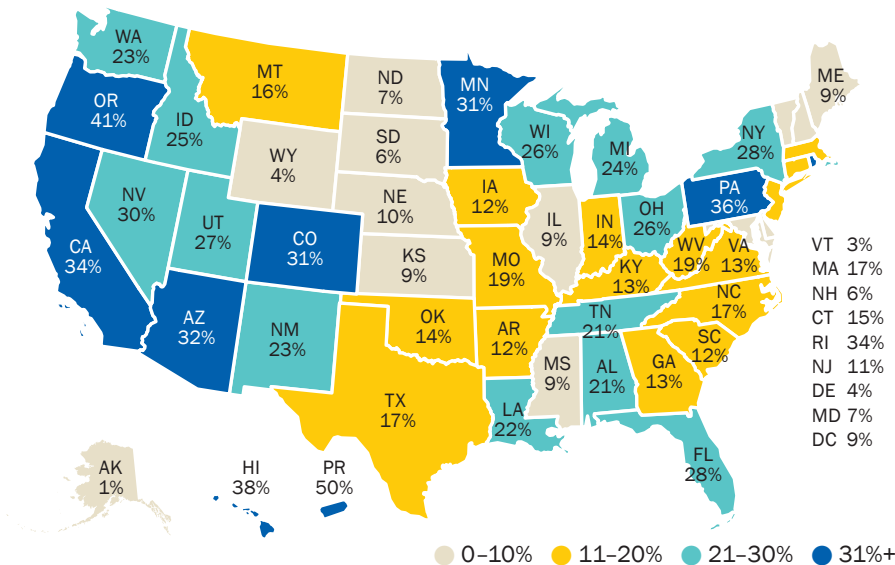 WA
23%
OR
41%
ID
25%
MT
16%
ND
7%
MN
31%
SD
6%
WY
4%
NE
10%
KS
9%
NV
30%
UT
27%
CO
31%
CA
34%
AZ
32%
NM
23%
TX
17%
OK
14%
IA
12%
MO
19%
AR
12%
LA
22%
WI
26%
IL
9%
MI
24%
IN
14%
OH
26%
KY
13%
TN
21%
MS
9%
AL
21%
GA
13%
FL
28%
SC
12%
NC
17%
VA
13%
WV
19%
PA
36%
NY
28%
ME
9%
VT 3%
MA 17%
NH 6%
CT 15%
RI 34%
NJ 11%
DE 4%
MD 7%
DC 9%
AK
1%
HI
38%
PR
50%
0–10% 11–20% 21–30% 31%+